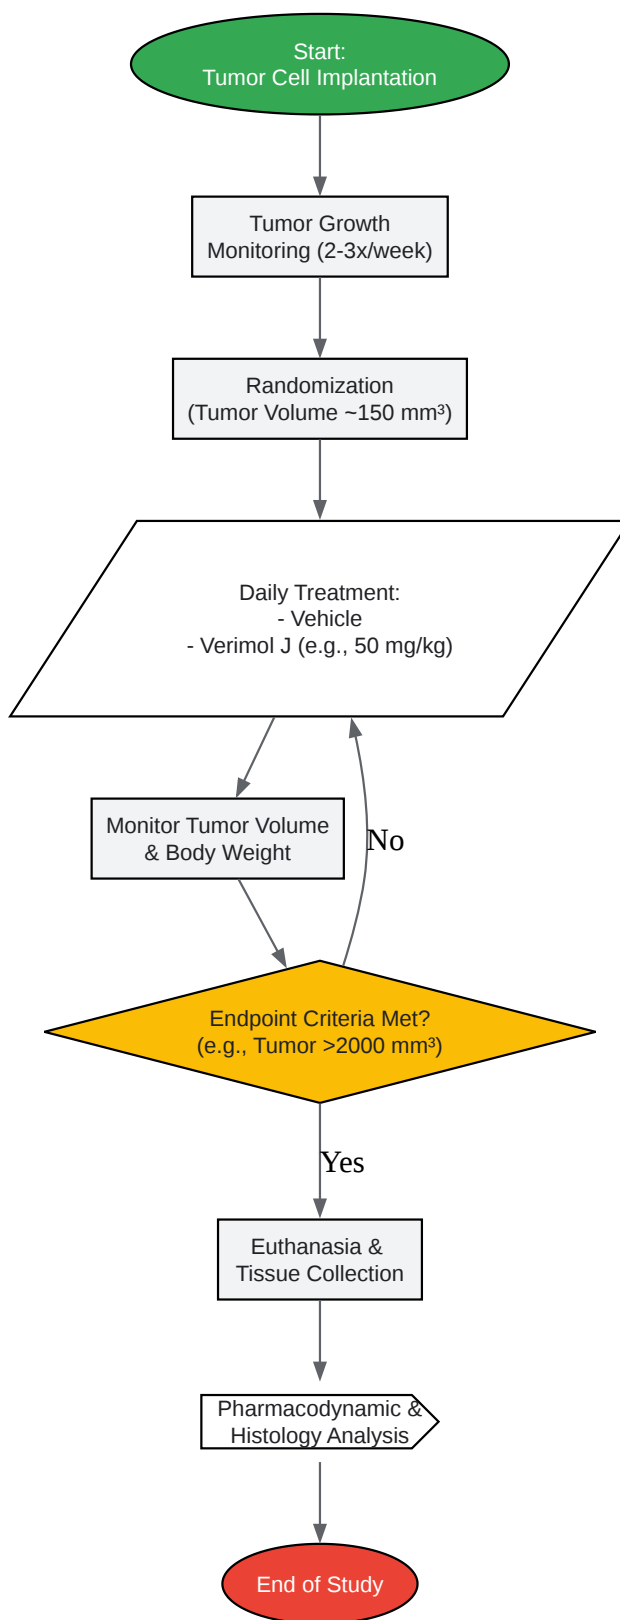 Start:
Tumor Cell Implantation
Tumor Growth
Monitoring (2-3x/week)
Randomization
(Tumor Volume ~150 mm³)
Daily Treatment:
- Vehicle
- Verimol J (e.g., 50 mg/kg)
Monitor Tumor Volume
& Body Weight
No
Endpoint Criteria Met?
(e.g., Tumor >2000 mm³)
Yes
Euthanasia &
Tissue Collection
Pharmacodynamic &
Histology Analysis
End of Study